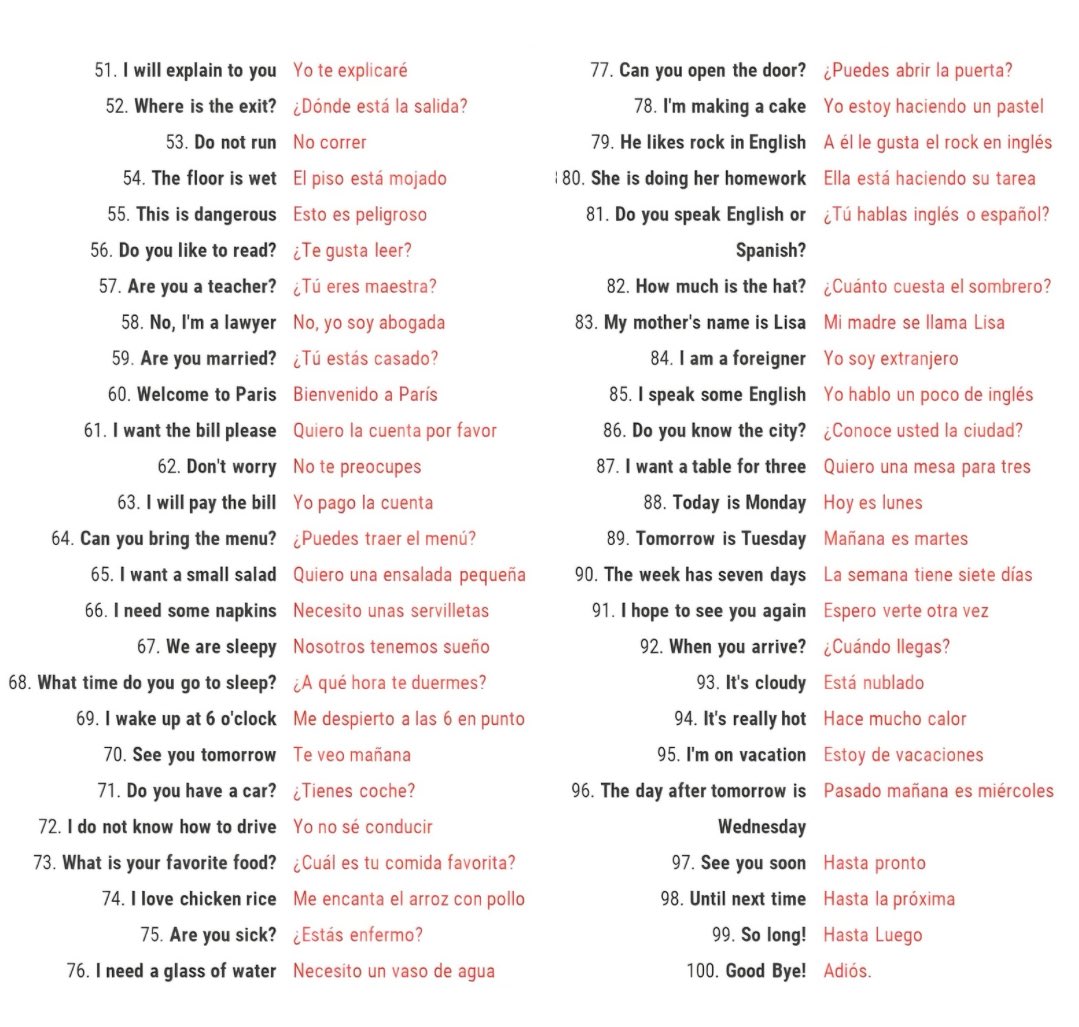 51. I will explain to you Yo te explicaré
52. Where is the exit? ¿Dónde está la salida?
53. Do not run No correr
54. The floor is wet El piso está mojado
55. This is dangerous Esto es peligroso
56. Do you like to read? ¿Te gusta leer?
57. Are you a teacher? ¿Tú eres maestra?
58. No, I'm a lawyer No, yo soy abogada
59. Are you married? ¿Tú estás casado?
60. Welcome to Paris Bienvenido a París
61. I want the bill please Quiero la cuenta por favor
62. Don't worry No te preocupes
63. I will pay the bill Yo pago la cuenta
64. Can you bring the menu? ¿Puedes traer el menú?
65. I want a small salad Quiero una ensalada pequeña
66. I need some napkins Necesito unas servilletas
67. We are sleepy Nosotros tenemos sueño
68. What time do you go to sleep? ¿A qué hora te duermes?
69. I wake up at 6 o'clock Me despierto a las 6 en punto
70. See you tomorrow Te veo mañana
71. Do you have a car? ¿Tienes coche?
72. I do not know how to drive Yo no sé conducir
73. What is your favorite food? ¿Cuál es tu comida favorita?
74. I love chicken rice Me encanta el arroz con pollo
75. Are you sick? ¿Estás enfermo?
76. I need a glass of water Necesito un vaso de agua
77. Can you open the door? ¿Puedes abrir la puerta?
78. I'm making a cake Yo estoy haciendo un pastel
79. He likes rock in English A él le gusta el rock en inglés
80. She is doing her homework Ella está haciendo su tarea
81. Do you speak English or ¿Tú hablas inglés o español?
Spanish?
82. How much is the hat? ¿Cuánto cuesta el sombrero?
83. My mother's name is Lisa Mi madre se llama Lisa
84. I am a foreigner Yo soy extranjero
85. I speak some English Yo hablo un poco de inglés
86. Do you know the city? ¿Conoce usted la ciudad?
87. I want a table for three Quiero una mesa para tres
88. Today is Monday Hoy es lunes
89. Tomorrow is Tuesday Mañana es martes
90. The week has seven days La semana tiene siete días
91. I hope to see you again Espero verte otra vez
92. When you arrive? ¿Cuándo llegas?
93. It's cloudy Está nublado
94. It's really hot Hace mucho calor
95. I'm on vacation Estoy de vacaciones
96. The day after tomorrow is Pasado mañana es miércoles
Wednesday
97. See you soon Hasta pronto
98. Until next time Hasta la próxima
99. So long! Hasta Luego
100. Good Bye! Adiós.